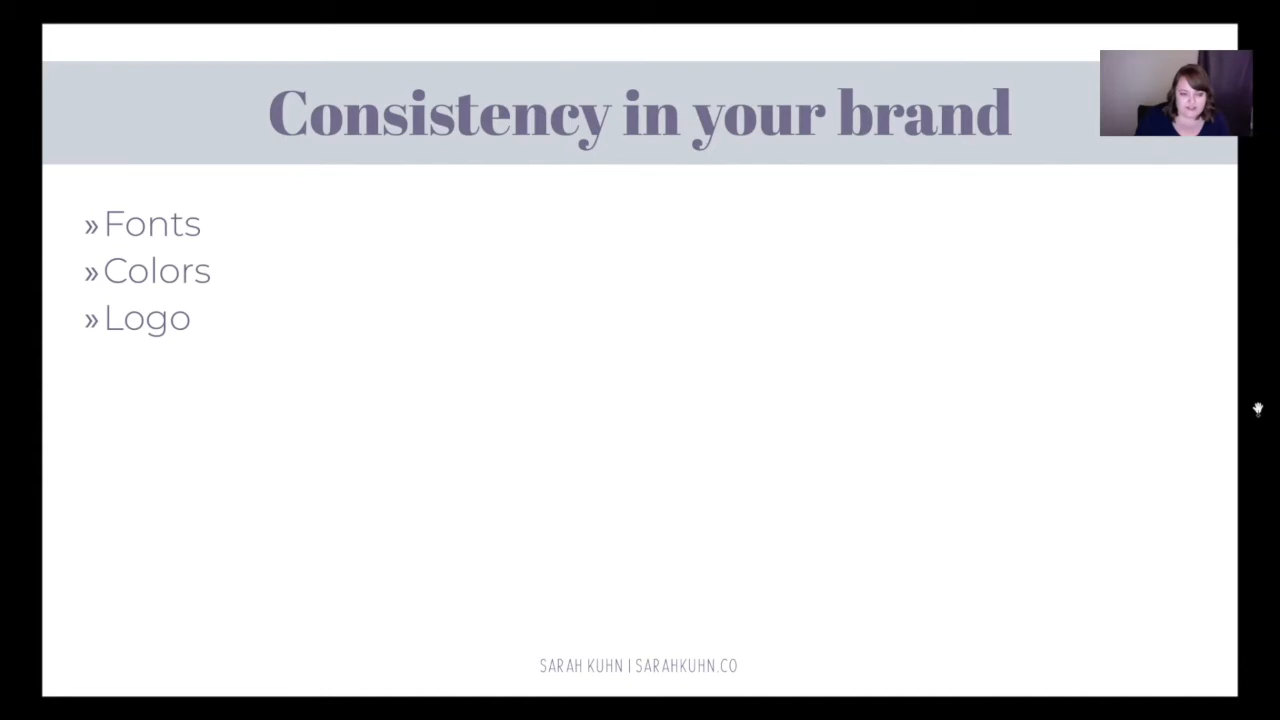 Consistency in your brand
» Fonts
» Colors
» Logo
SARAH KUHN | SARAHKUHN.CO